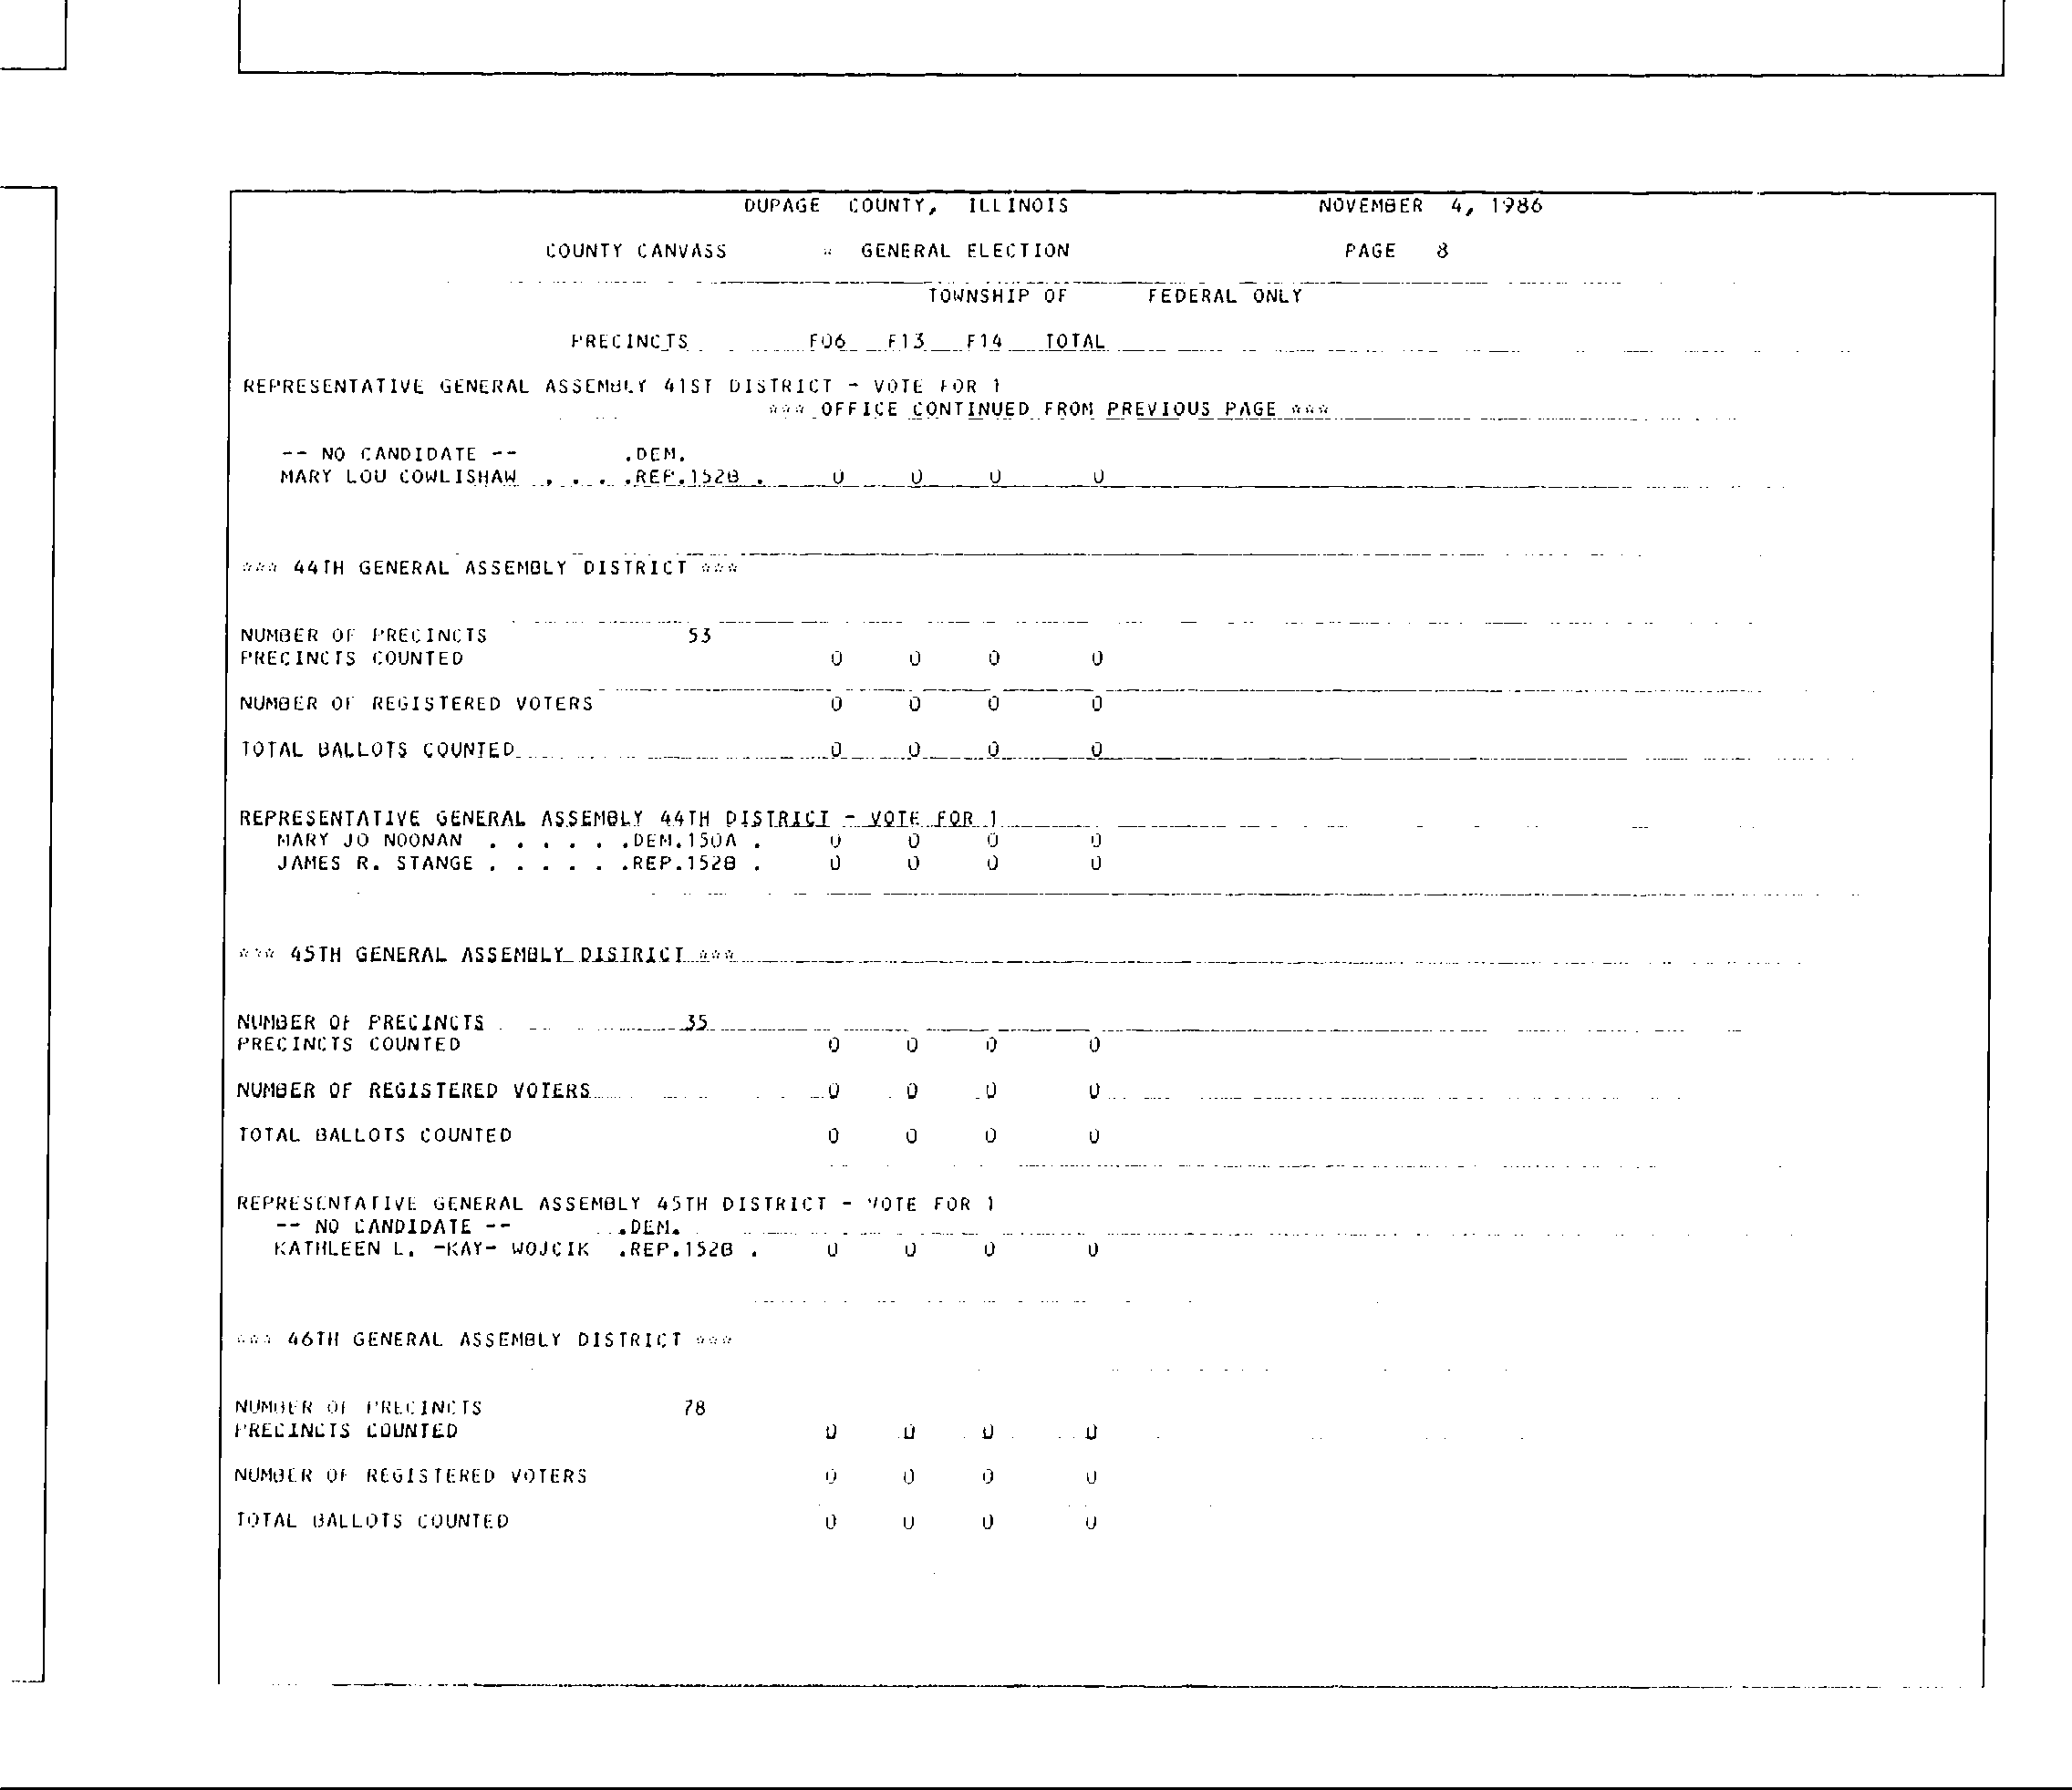 DUPAGE COUNTY, ILLINOIS NOVEMBER 4, 1986
COUNTY CANVASS * GENERAL ELECTION PAGE 8
TOWNSHIP OF FEDERAL ONLY
PRECINCTS F06 F13 F14 TOTAL
REPRESENTATIVE GENERAL ASSEMBLY 41ST DISTRICT - VOTE FOR 1
*** OFFICE CONTINUED FROM PREVIOUS PAGE ***
-- NO CANDIDATE -- .DEM.
MARY LOU COWLISHAW . . . .REP.152B . 0 0 0 0
*** 44TH GENERAL ASSEMBLY DISTRICT ***
NUMBER OF PRECINCTS 53
PRECINCTS COUNTED 0 0 0 0
NUMBER OF REGISTERED VOTERS 0 0 0 0
TOTAL BALLOTS COUNTED 0 0 0 0
REPRESENTATIVE GENERAL ASSEMBLY 44TH DISTRICT - VOTE FOR 1
MARY JO NOONAN . . . . . .DEM.150A . 0 0 0 0
JAMES R. STANGE . . . . . .REP.152B . 0 0 0 0
*** 45TH GENERAL ASSEMBLY DISTRICT ***
NUMBER OF PRECINCTS 35
PRECINCTS COUNTED 0 0 0 0
NUMBER OF REGISTERED VOTERS 0 0 0 0
TOTAL BALLOTS COUNTED 0 0 0 0
REPRESENTATIVE GENERAL ASSEMBLY 45TH DISTRICT - VOTE FOR 1
-- NO CANDIDATE -- .DEM.
KATHLEEN L. -KAY- WOJCIK .REP.152B . 0 0 0 0
*** 46TH GENERAL ASSEMBLY DISTRICT ***
NUMBER OF PRECINCTS 78
PRECINCTS COUNTED 0 0 0 0
NUMBER OF REGISTERED VOTERS 0 0 0 0
TOTAL BALLOTS COUNTED 0 0 0 0